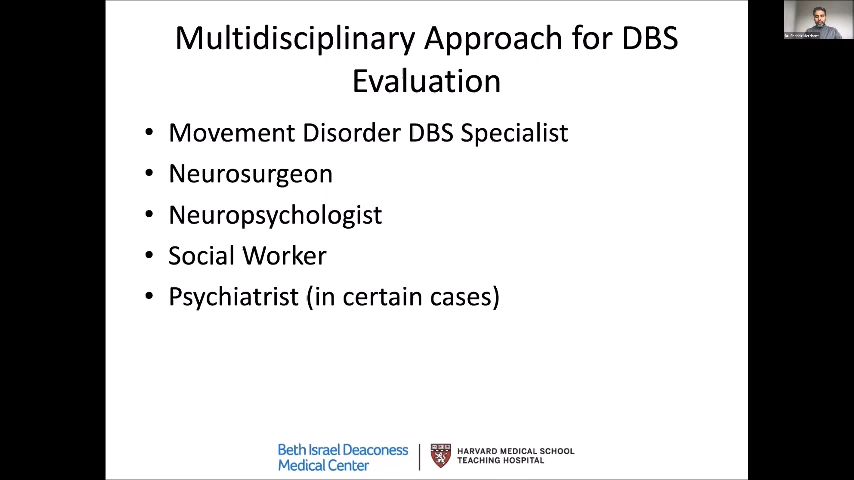 Multidisciplinary Approach for DBS
Evaluation
• Movement Disorder DBS Specialist
• Neurosurgeon
• Neuropsychologist
• Social Worker
• Psychiatrist (in certain cases)
Beth Israel Deaconess
Medical Center
HARVARD MEDICAL SCHOOL
TEACHING HOSPITAL